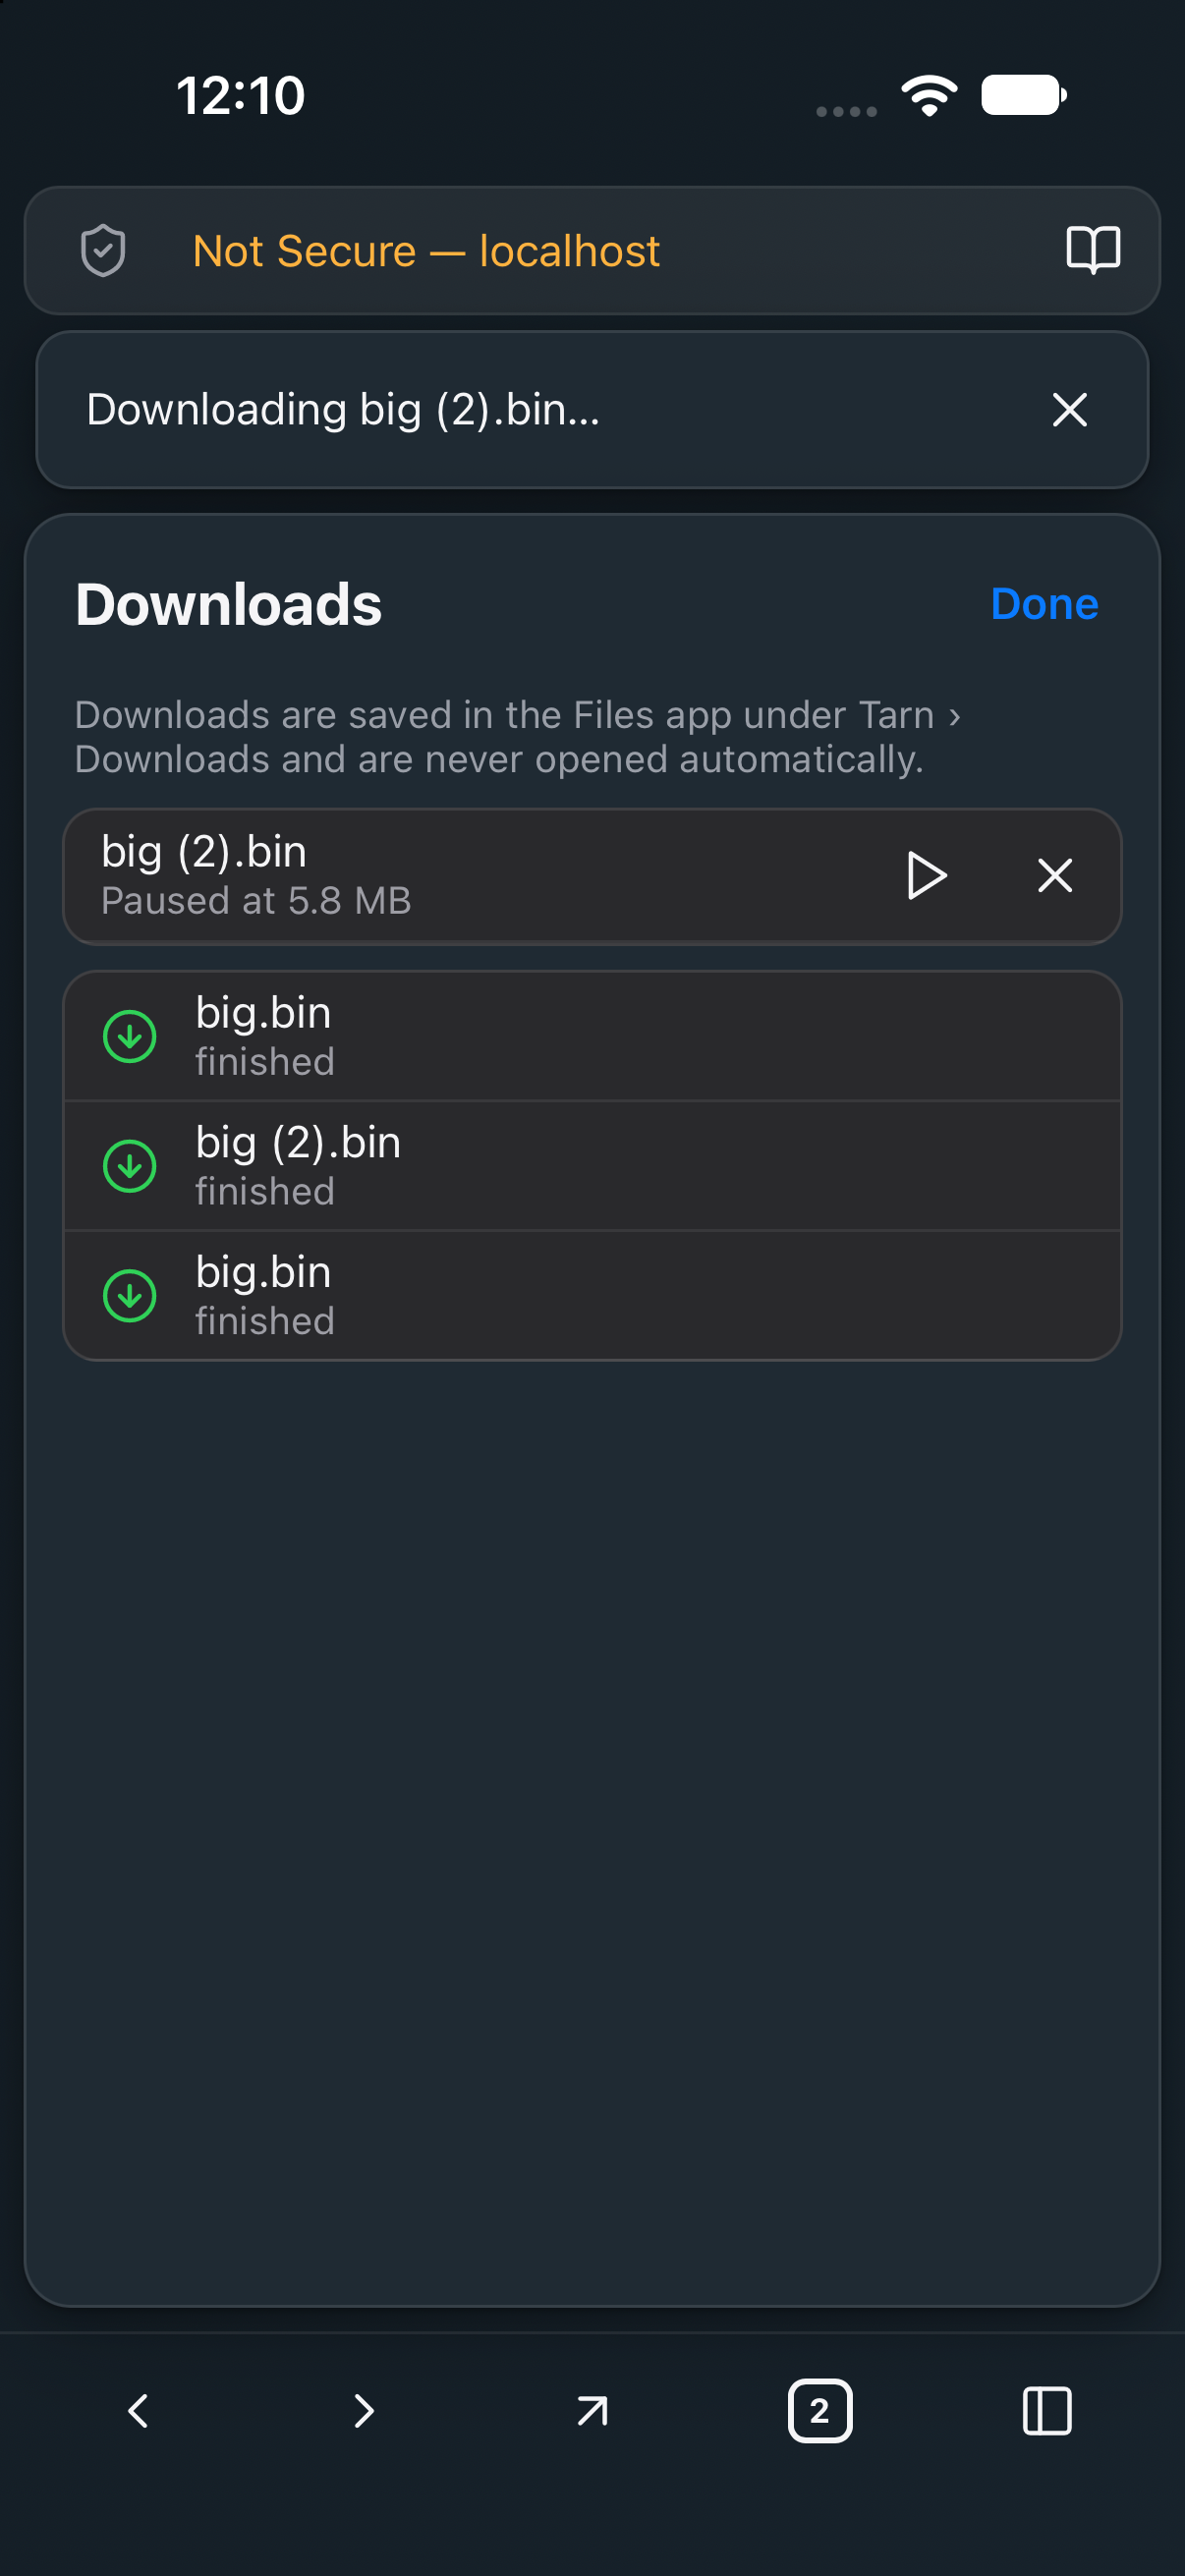 12:10
Not Secure — localhost
Downloading big (2).bin...
Downloads
Done
Downloads are saved in the Files app under Tarn ›
Downloads and are never opened automatically.
big (2).bin
Paused at 5.8 MB
big.bin
finished
big (2).bin
finished
big.bin
finished
2